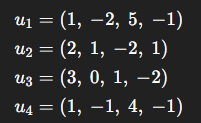 u₁ = (1, −2, 5, −1)
u₂ = (2, 1, −2, 1)
u₃ = (3, 0, 1, −2)
u₄ = (1, −1, 4, −1)